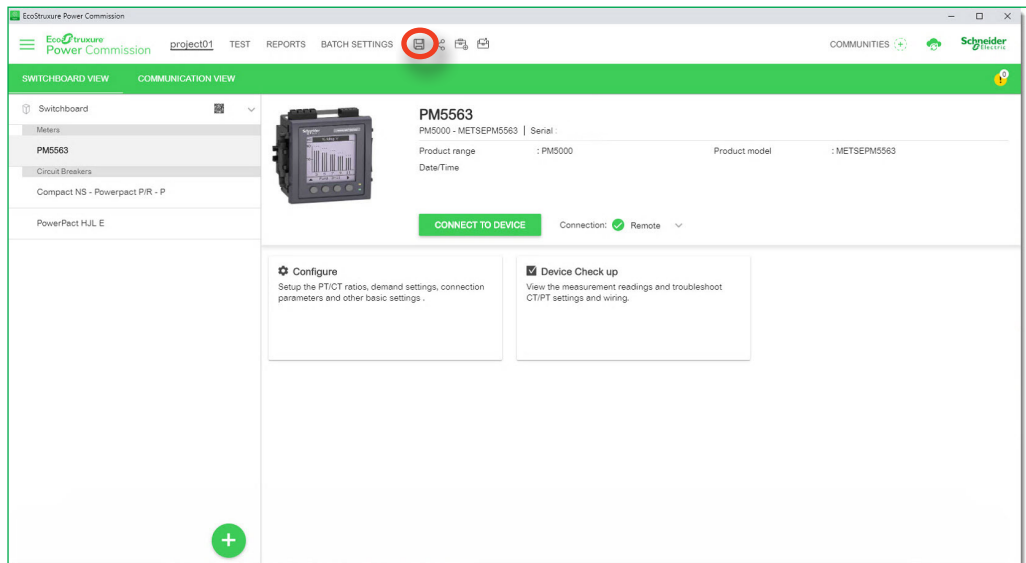 EcoStruxure Power Commission
EcoStruxure
Power Commission
project01 TEST REPORTS BATCH SETTINGS
COMMUNITIES
Schneider
Electric
SWITCHBOARD VIEW COMMUNICATION VIEW
0
!
Switchboard
Meters
PM5563
Circuit Breakers
Compact NS - Powerpact P/R - P
PowerPact HJL E
PM5563
PM5000 - METSEPM5563 | Serial :
Product range : PM5000 Product model : METSEPM5563
Date/Time
CONNECT TO DEVICE Connection: Remote
Configure
Setup the PT/CT ratios, demand settings, connection
parameters and other basic settings .
Device Check up
View the measurement readings and troubleshoot
CT/PT settings and wiring.